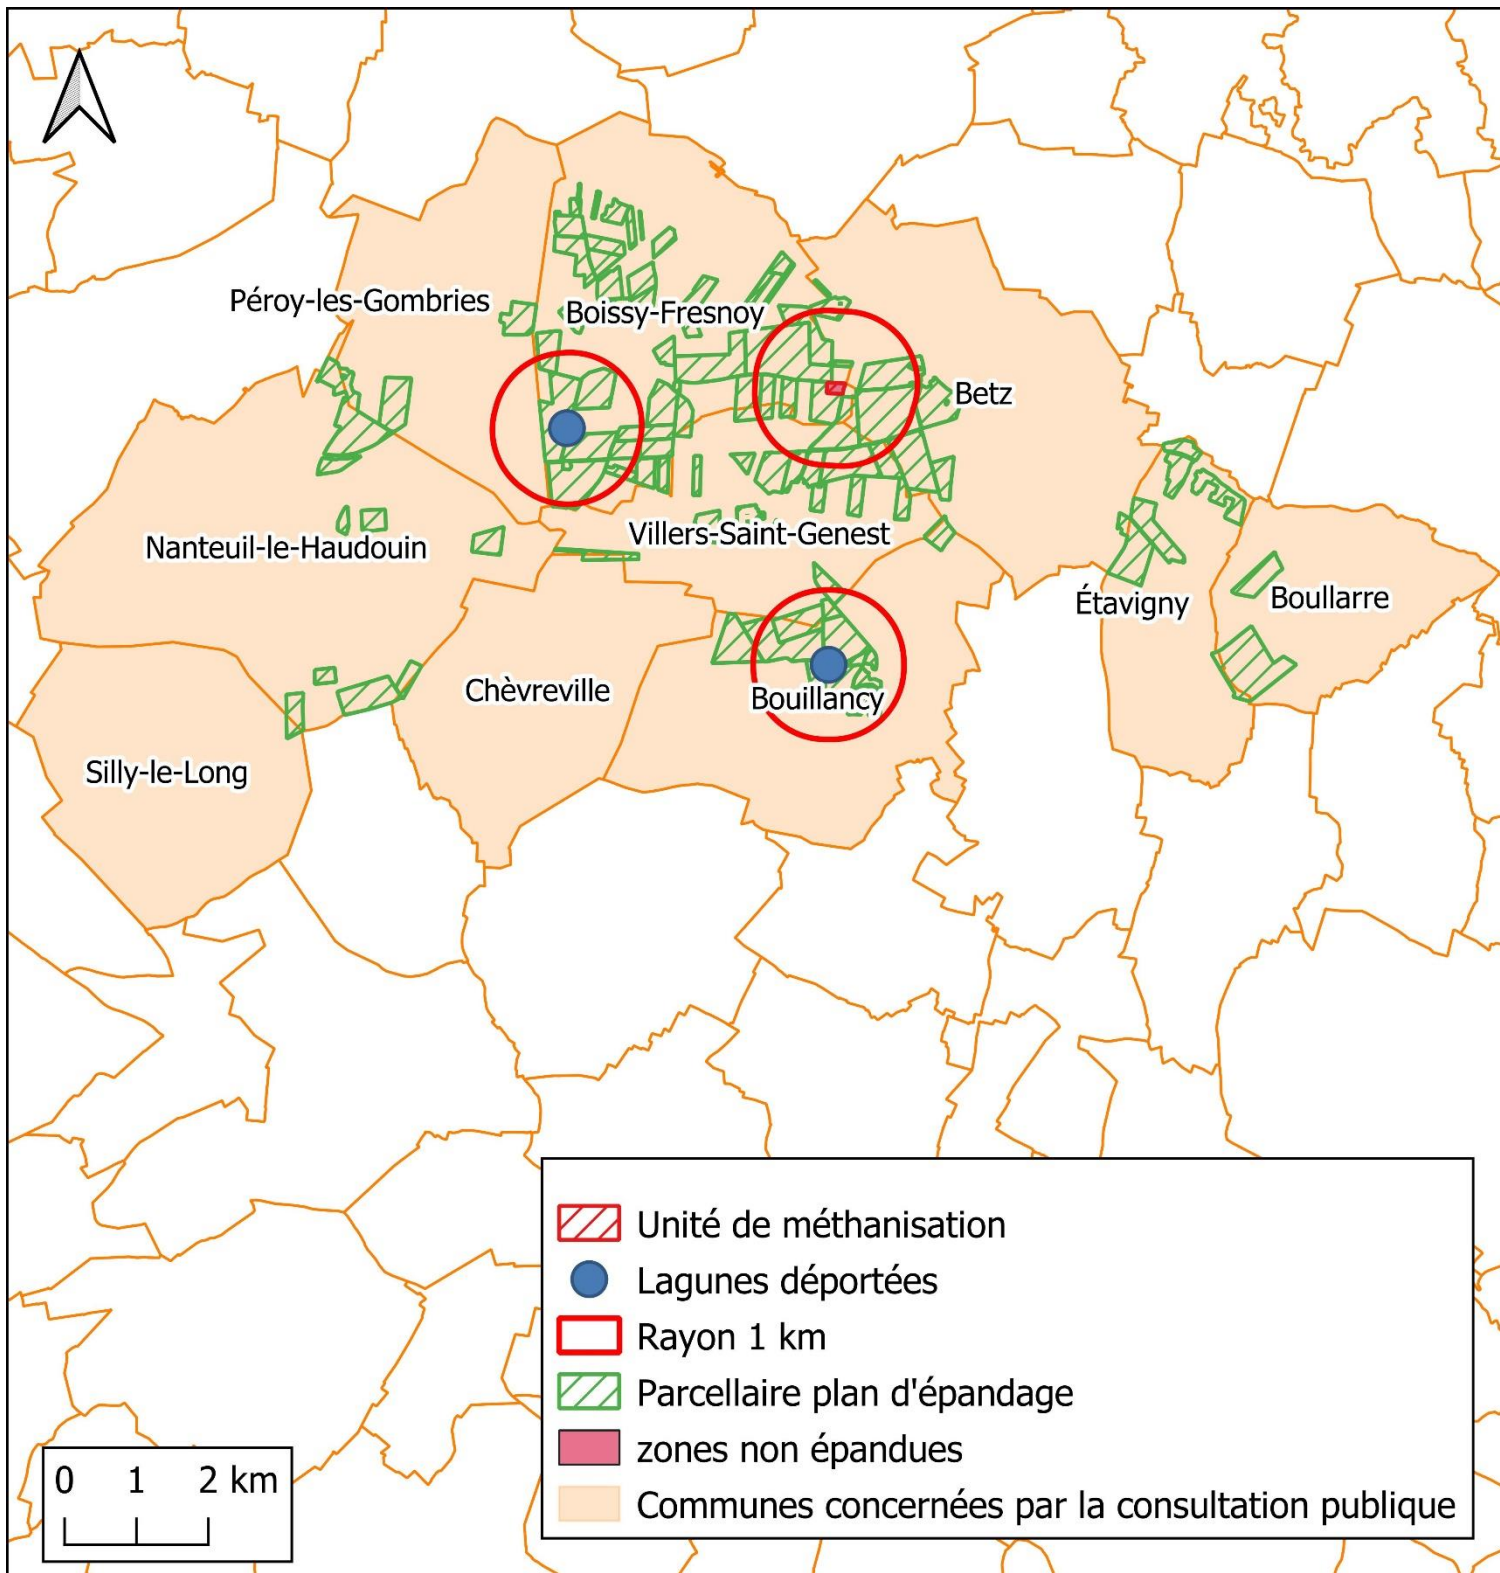 Péroy-les-Gombries
Boissy-Fresnoy
Betz
Nanteuil-le-Haudouin
Villers-Saint-Genest
Étavigny
Boullarre
Chèvreville
Bouillancy
Silly-le-Long
Unité de méthanisation
Lagunes déportées
Rayon 1 km
Parcellaire plan d'épandage
zones non épandues
Communes concernées par la consultation publique
0 1 2 km